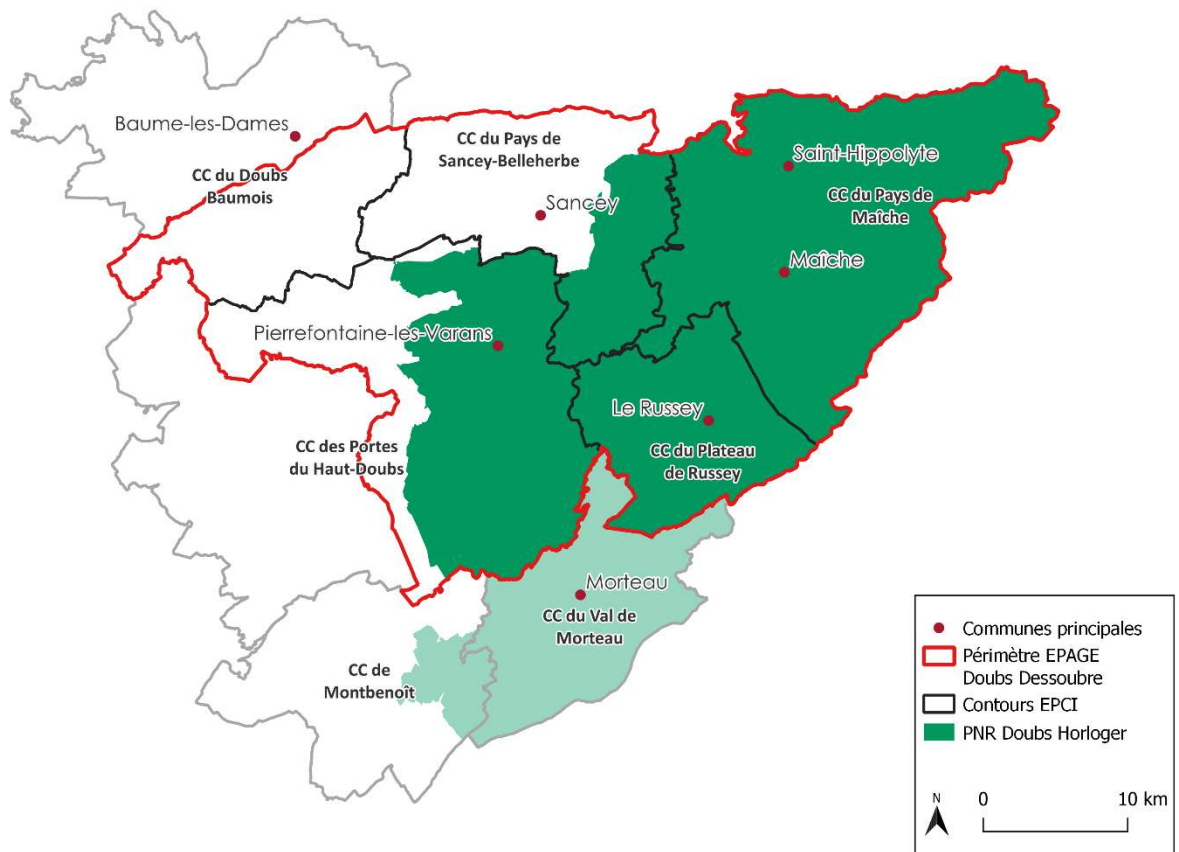 Baume-les-Dames
CC du Doubs
Baumois
CC du Pays de
Sancey-Belleherbe
Sancey
Saint-Hippolyte
CC du Pays de
Maîche
Maîche
Pierrefontaine-les-Varans
Le Russey
CC du Plateau
de Russey
CC des Portes
du Haut-Doubs
Morteau
CC du Val de
Morteau
CC de
Montbenoît
Communes principales
Périmètre EPAGE
Doubs Dessoubre
Contours EPCI
PNR Doubs Horloger
N
0 10 km